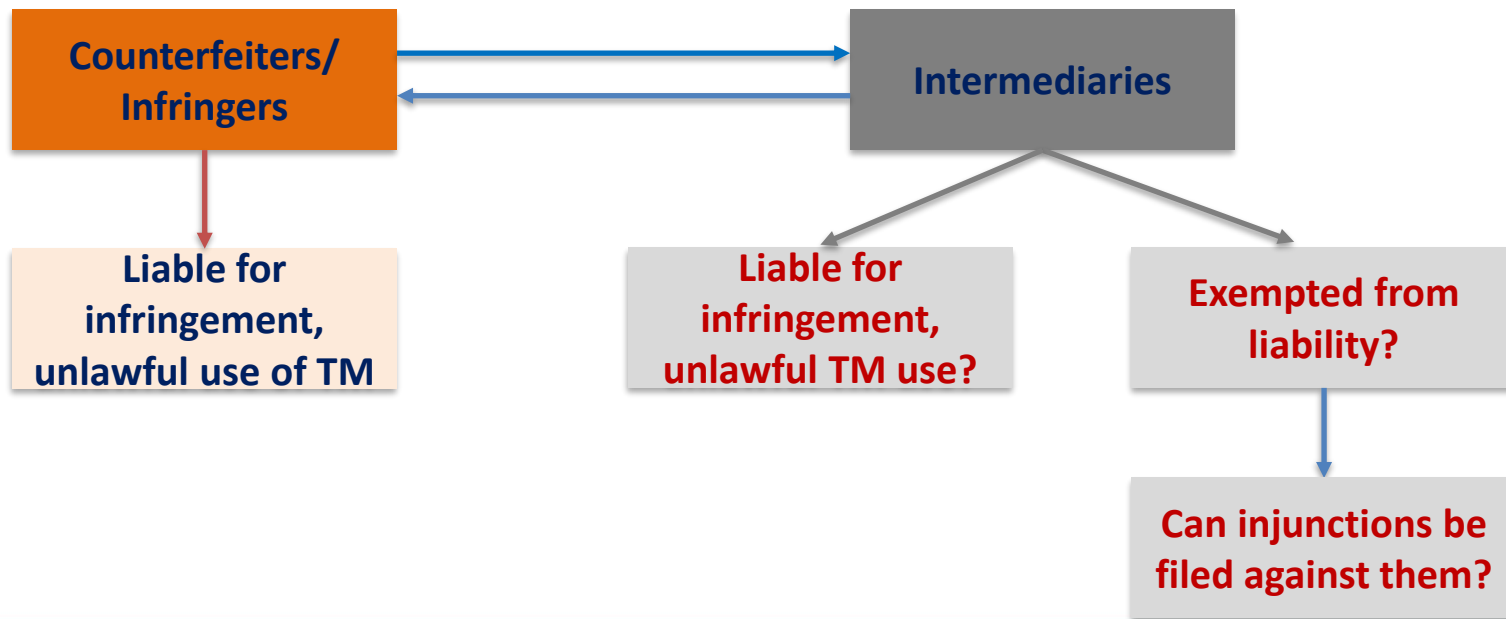 Counterfeiters/
Infringers
Intermediaries
Liable for
infringement,
unlawful use of TM
Liable for
infringement,
unlawful TM use?
Exempted from
liability?
Can injunctions be
filed against them?